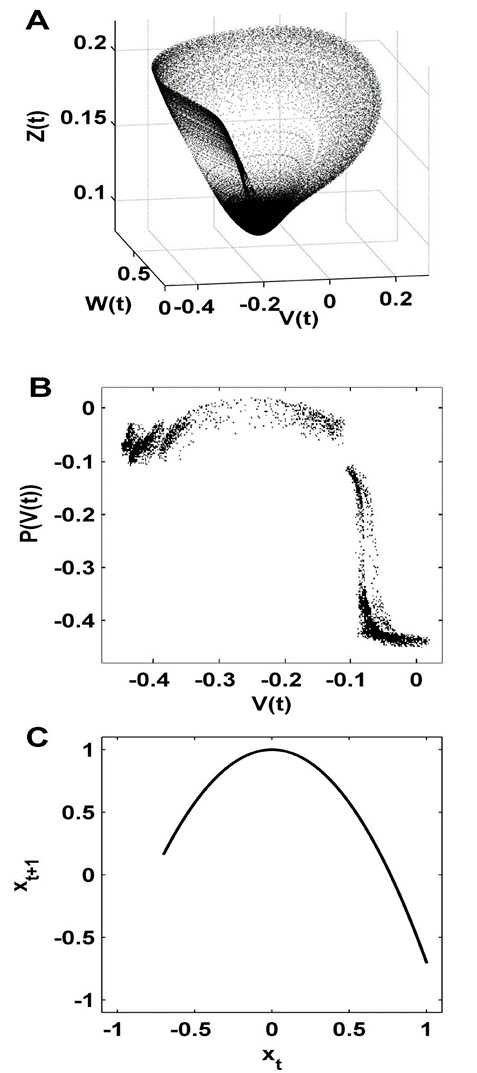 A
0.2
0.15
0.1
Z(t)
0.5
W(t)
0 -0.4 -0.2 0 0.2
V(t)
B
0
-0.1
-0.2
-0.3
-0.4
P(V(t))
-0.4 -0.3 -0.2 -0.1 0
V(t)
C
1
0.5
0
-0.5
-1
x_{t+1}
-1 -0.5 0 0.5 1
x_t